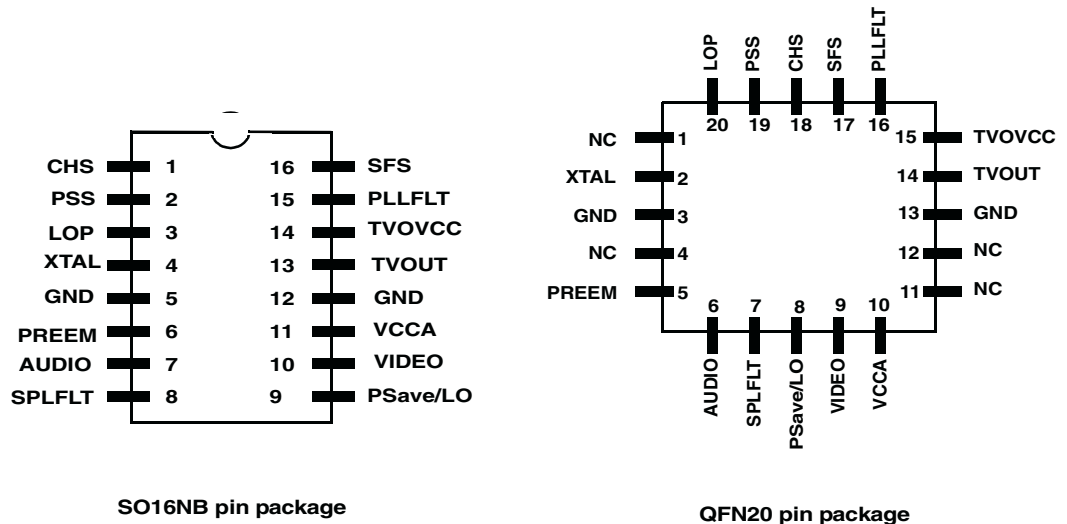 CHS 1 16 SFS
PSS 2 15 PLLFLT
LOP 3 14 TVOVCC
XTAL 4 13 TVOUT
GND 5 12 GND
PREEM 6 11 VCCA
AUDIO 7 10 VIDEO
SPLFLT 8 9 PSave/LO
SO16NB pin package
LOP PSS CHS SFS PLLFLT
20 19 18 17 16
NC 1 15 TVOVCC
XTAL 2 14 TVOUT
GND 3 13 GND
NC 4 12 NC
PREEM 5 11 NC
6 7 8 9 10
AUDIO SPLFLT PSave/LO VIDEO VCCA
QFN20 pin package